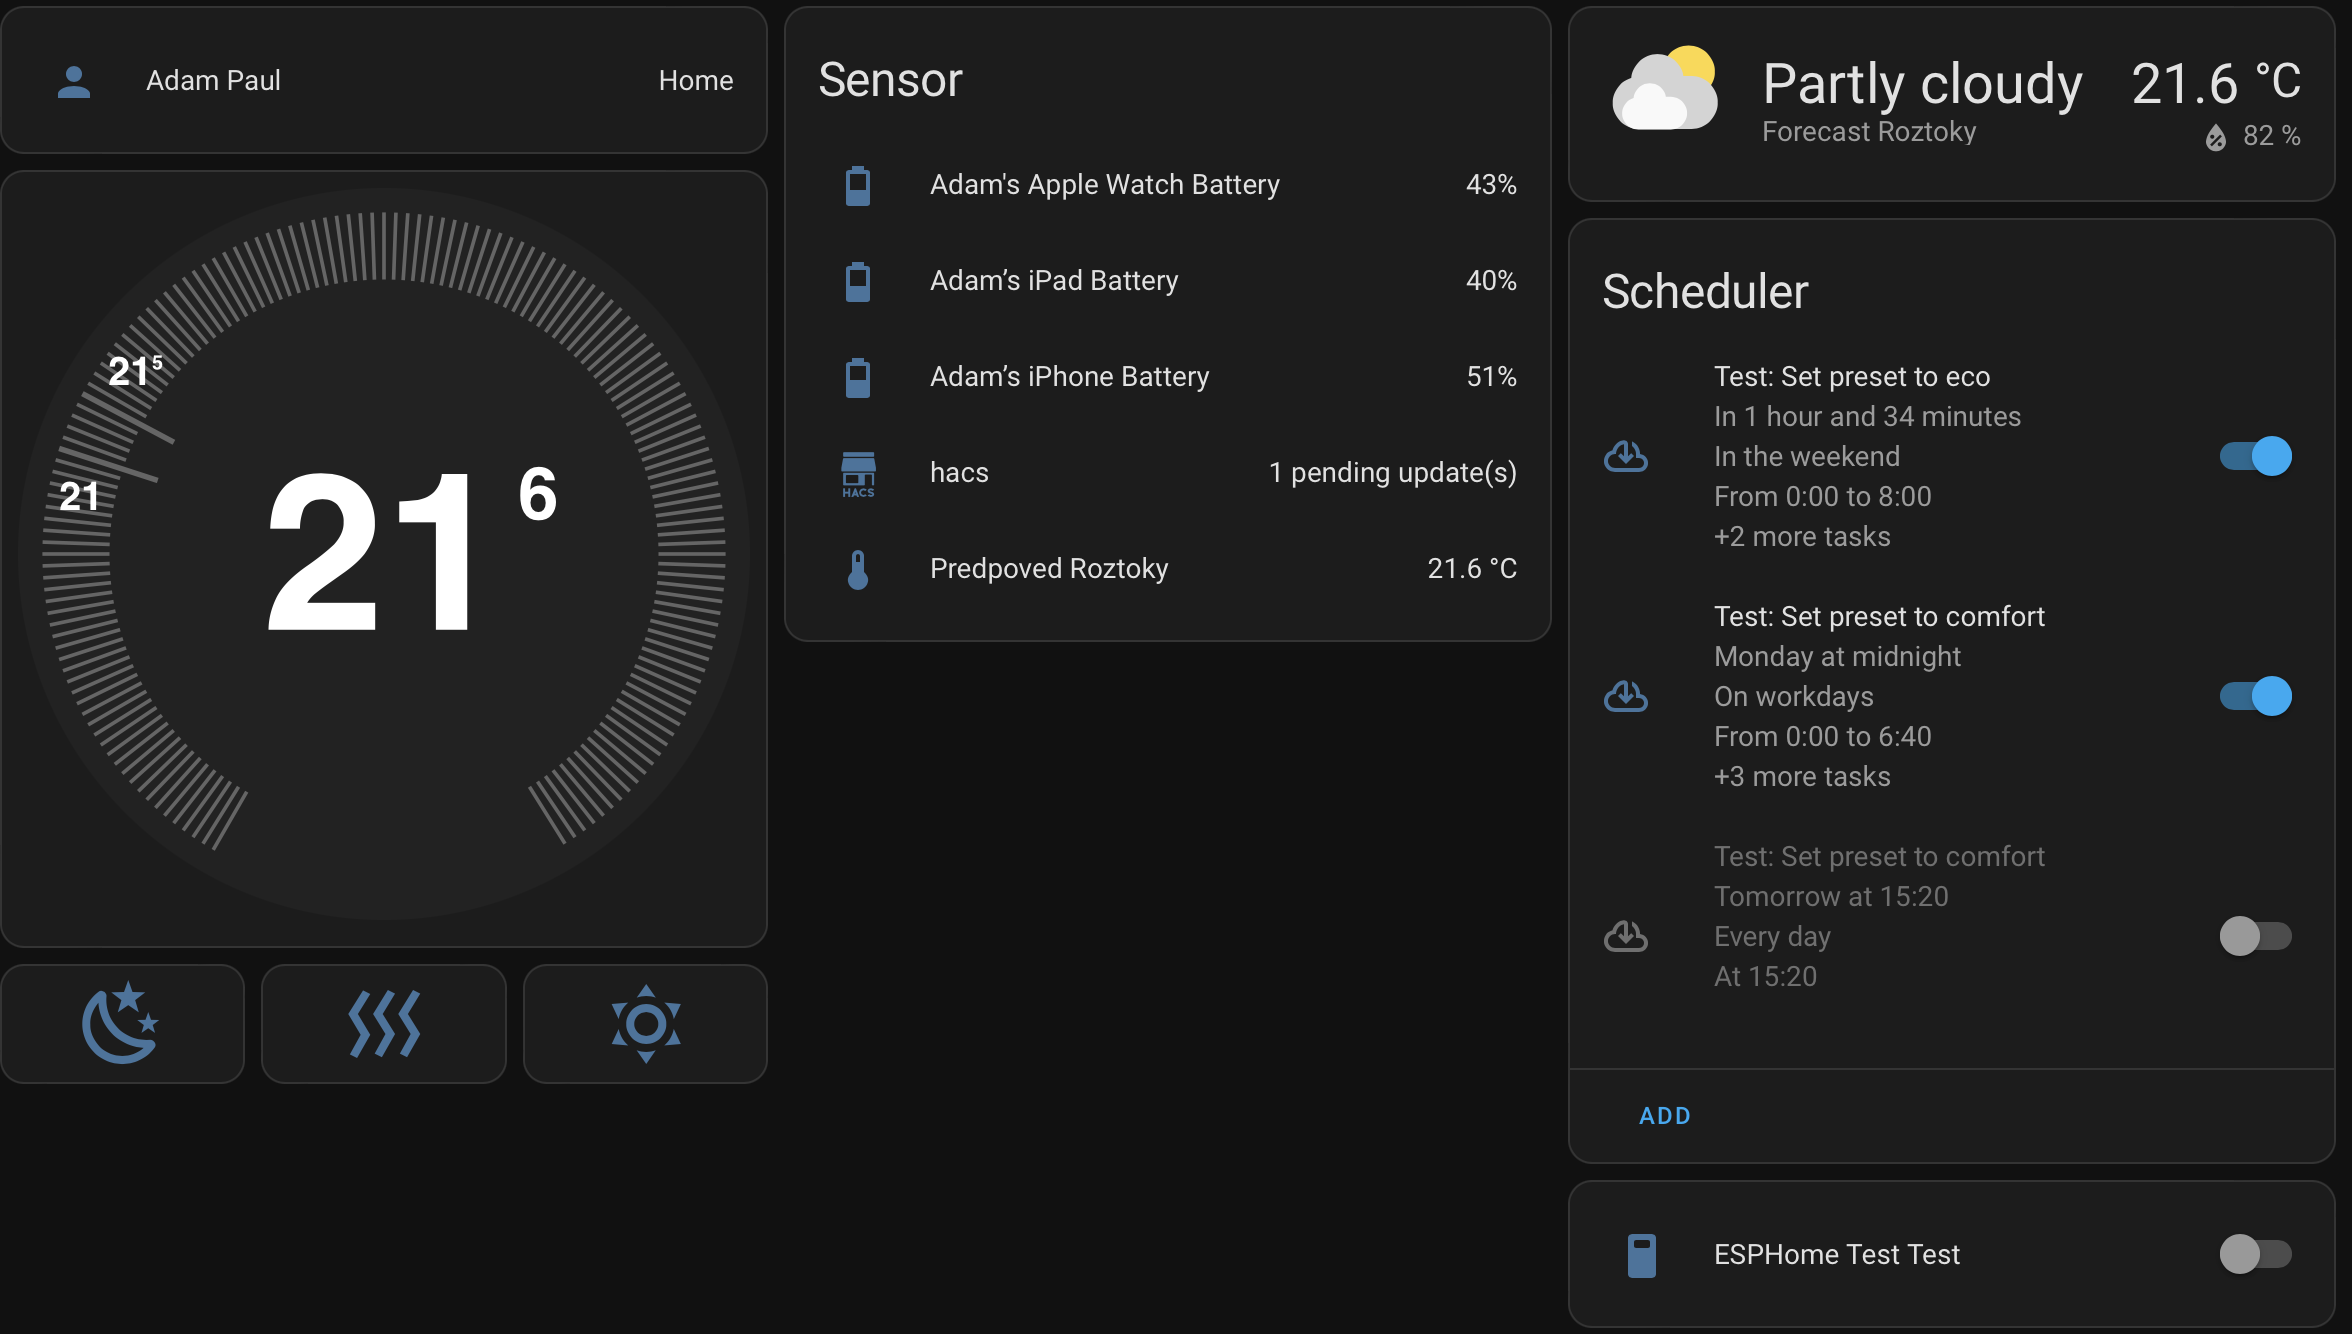 Adam Paul
Home
21⁵
21
21 6
Sensor
Adam's Apple Watch Battery 43%
Adam’s iPad Battery 40%
Adam’s iPhone Battery 51%
HACS
hacs 1 pending update(s)
Predpoved Roztoky 21.6 °C
Partly cloudy 21.6 °C
Forecast Roztoky 82 %
Scheduler
Test: Set preset to eco
In 1 hour and 34 minutes
In the weekend
From 0:00 to 8:00
+2 more tasks
Test: Set preset to comfort
Monday at midnight
On workdays
From 0:00 to 6:40
+3 more tasks
Test: Set preset to comfort
Tomorrow at 15:20
Every day
At 15:20
ADD
ESPHome Test Test